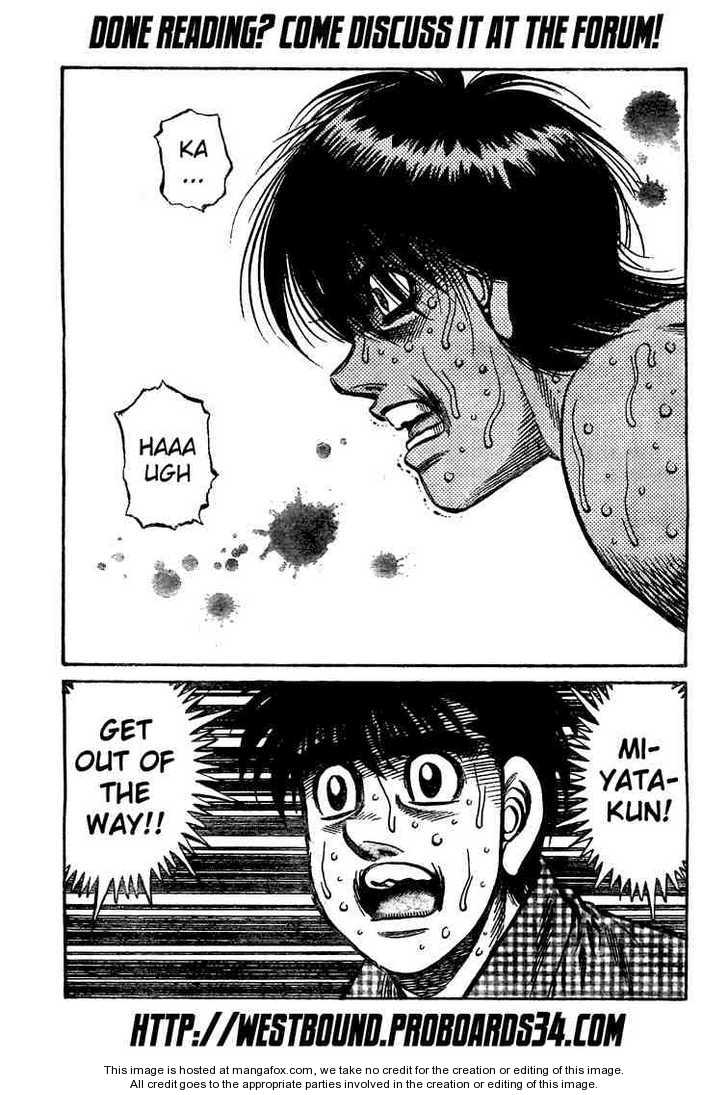 DONE READING? COME DISCUSS IT AT THE FORUM!
KA
...
HAAA
UGH
MI-
YATA-
KUN!
GET
OUT OF
THE
WAY!!
HTTP://WESTBOUND.PROBOARDS34.COM
This image is hosted at mangafox.com, we take no credit for the creation or editing of this image.
All credit goes to the appropriate parties involved in the creation or editing of this image.